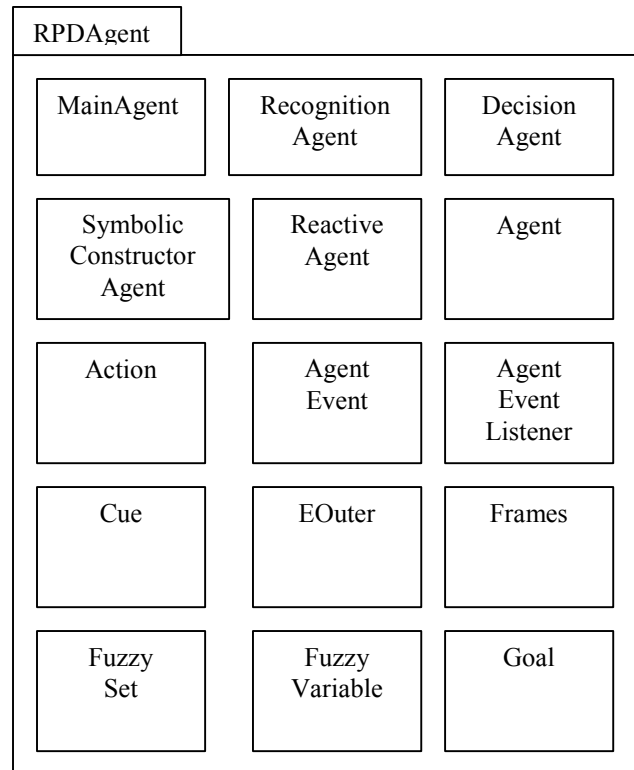 RPDAgent
MainAgent
Recognition
Agent
Decision
Agent
Symbolic
Constructor
Agent
Reactive
Agent
Agent
Action
Agent
Event
Agent
Event
Listener
Cue
EOuter
Frames
Fuzzy
Set
Fuzzy
Variable
Goal